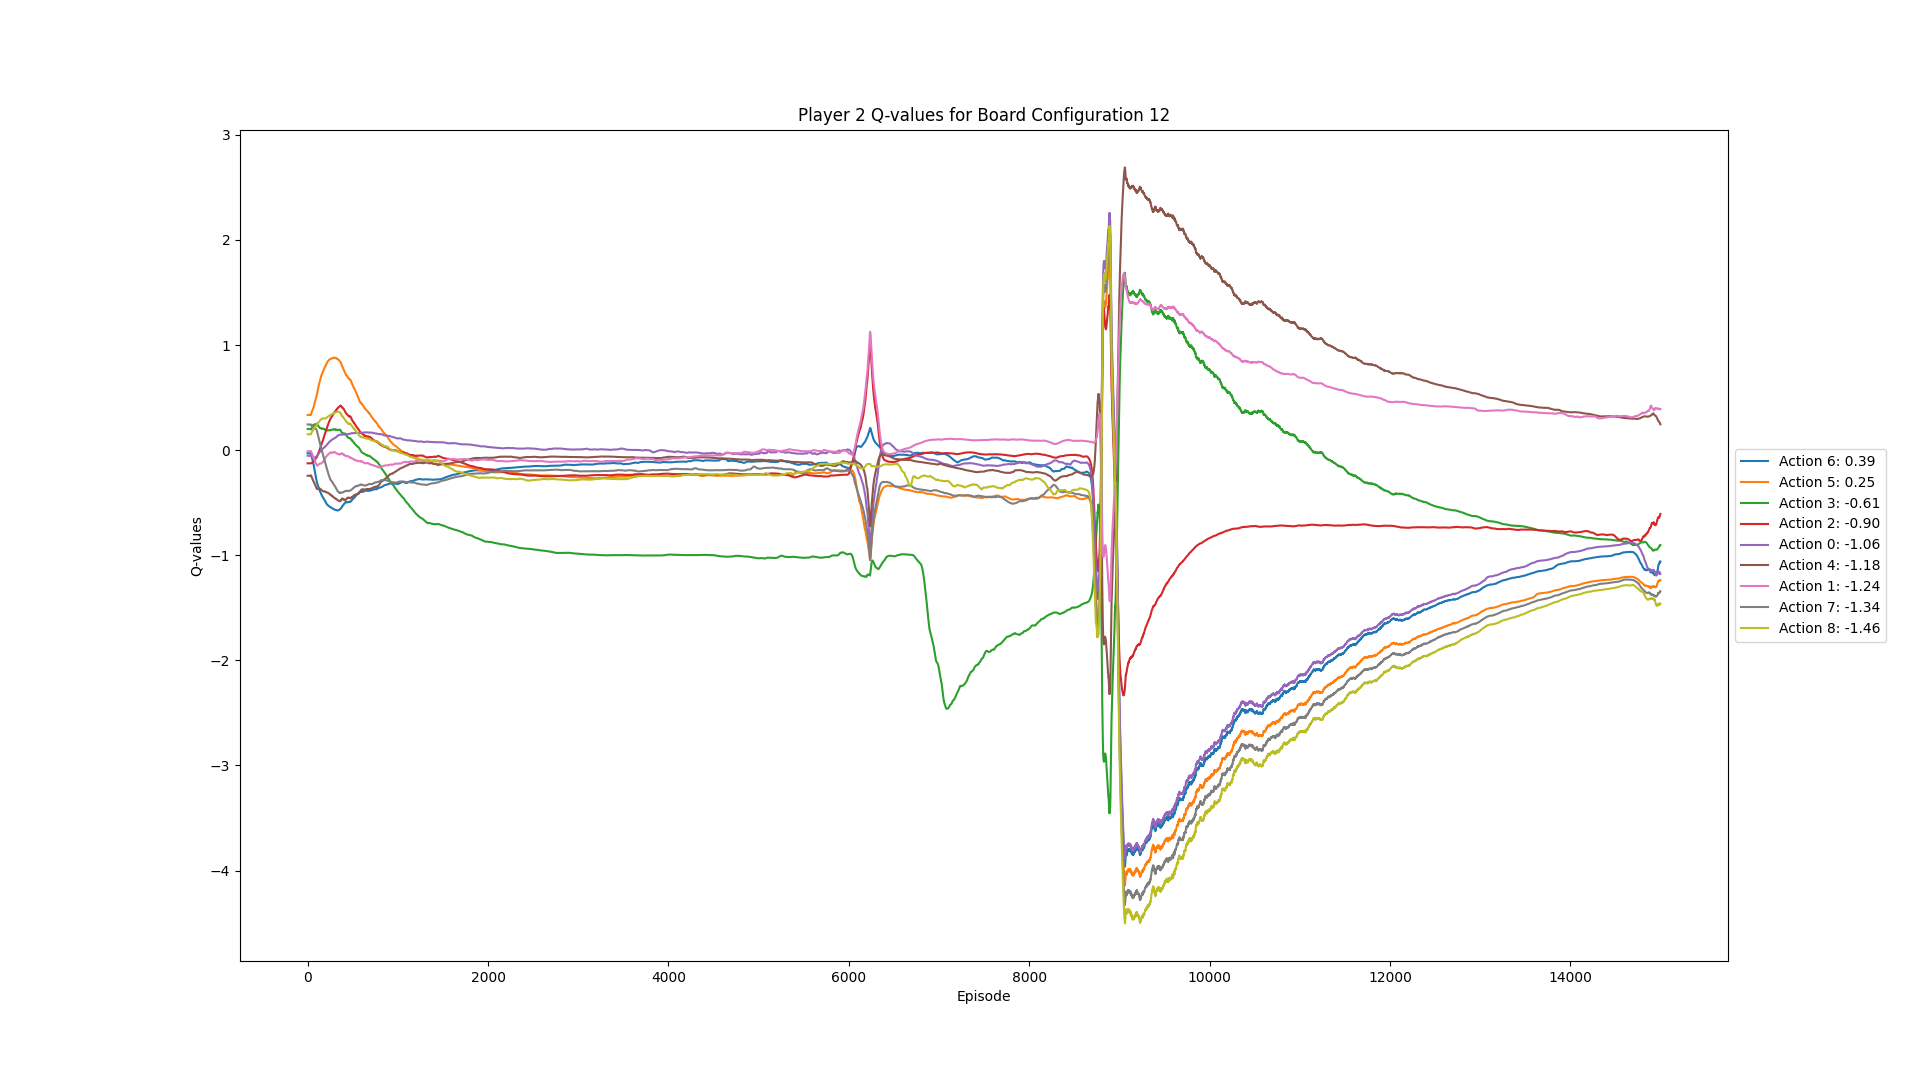 Player 2 Q-values for Board Configuration 12
3
2
1
0
−1
−2
−3
−4
Q-values
0 2000 4000 6000 8000 10000 12000 14000
Episode
Action 6: 0.39
Action 5: 0.25
Action 3: -0.61
Action 2: -0.90
Action 0: -1.06
Action 4: -1.18
Action 1: -1.24
Action 7: -1.34
Action 8: -1.46